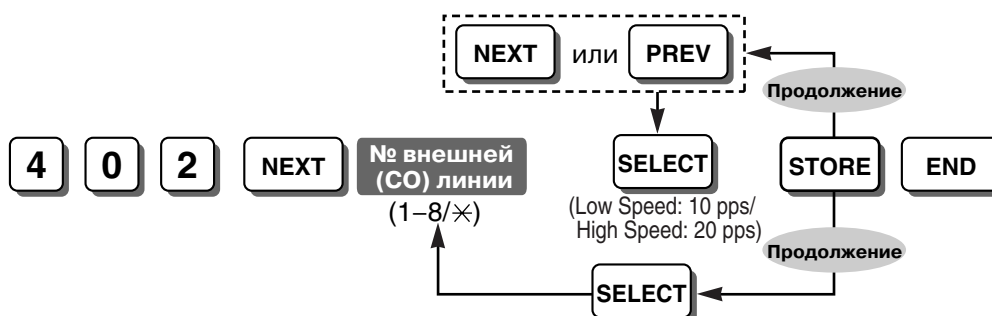 NEXT или PREV
Продолжение
4 0 2 NEXT № внешней
(CO) линии
(1–8/✳)
SELECT
(Low Speed: 10 pps/
High Speed: 20 pps)
STORE END
Продолжение
SELECT